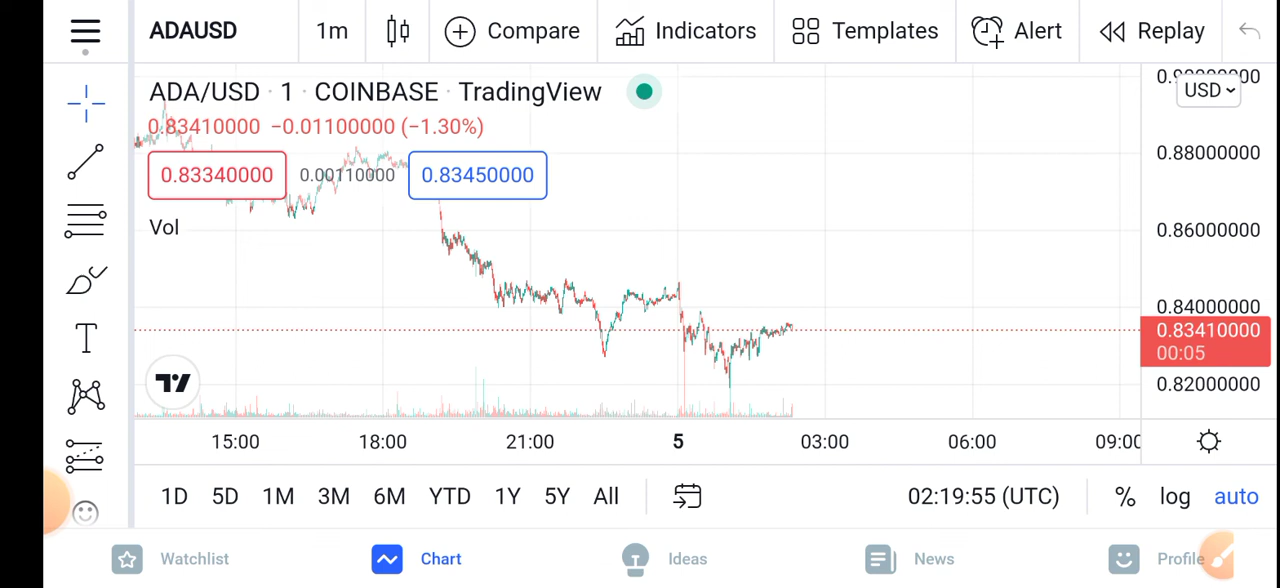 ADAUSD 1m Compare Indicators Templates Alert Replay
ADA/USD · 1 · COINBASE · TradingView
0.83410000 −0.01100000 (−1.30%)
0.83340000 0.00110000 0.83450000
Vol
USD
0.88000000
0.86000000
0.84000000
0.83410000
00:05
0.82000000
15:00 18:00 21:00 5 03:00 06:00 09:00
1D 5D 1M 3M 6M YTD 1Y 5Y All 02:19:55 (UTC) % log auto
Watchlist Chart Ideas News Profile